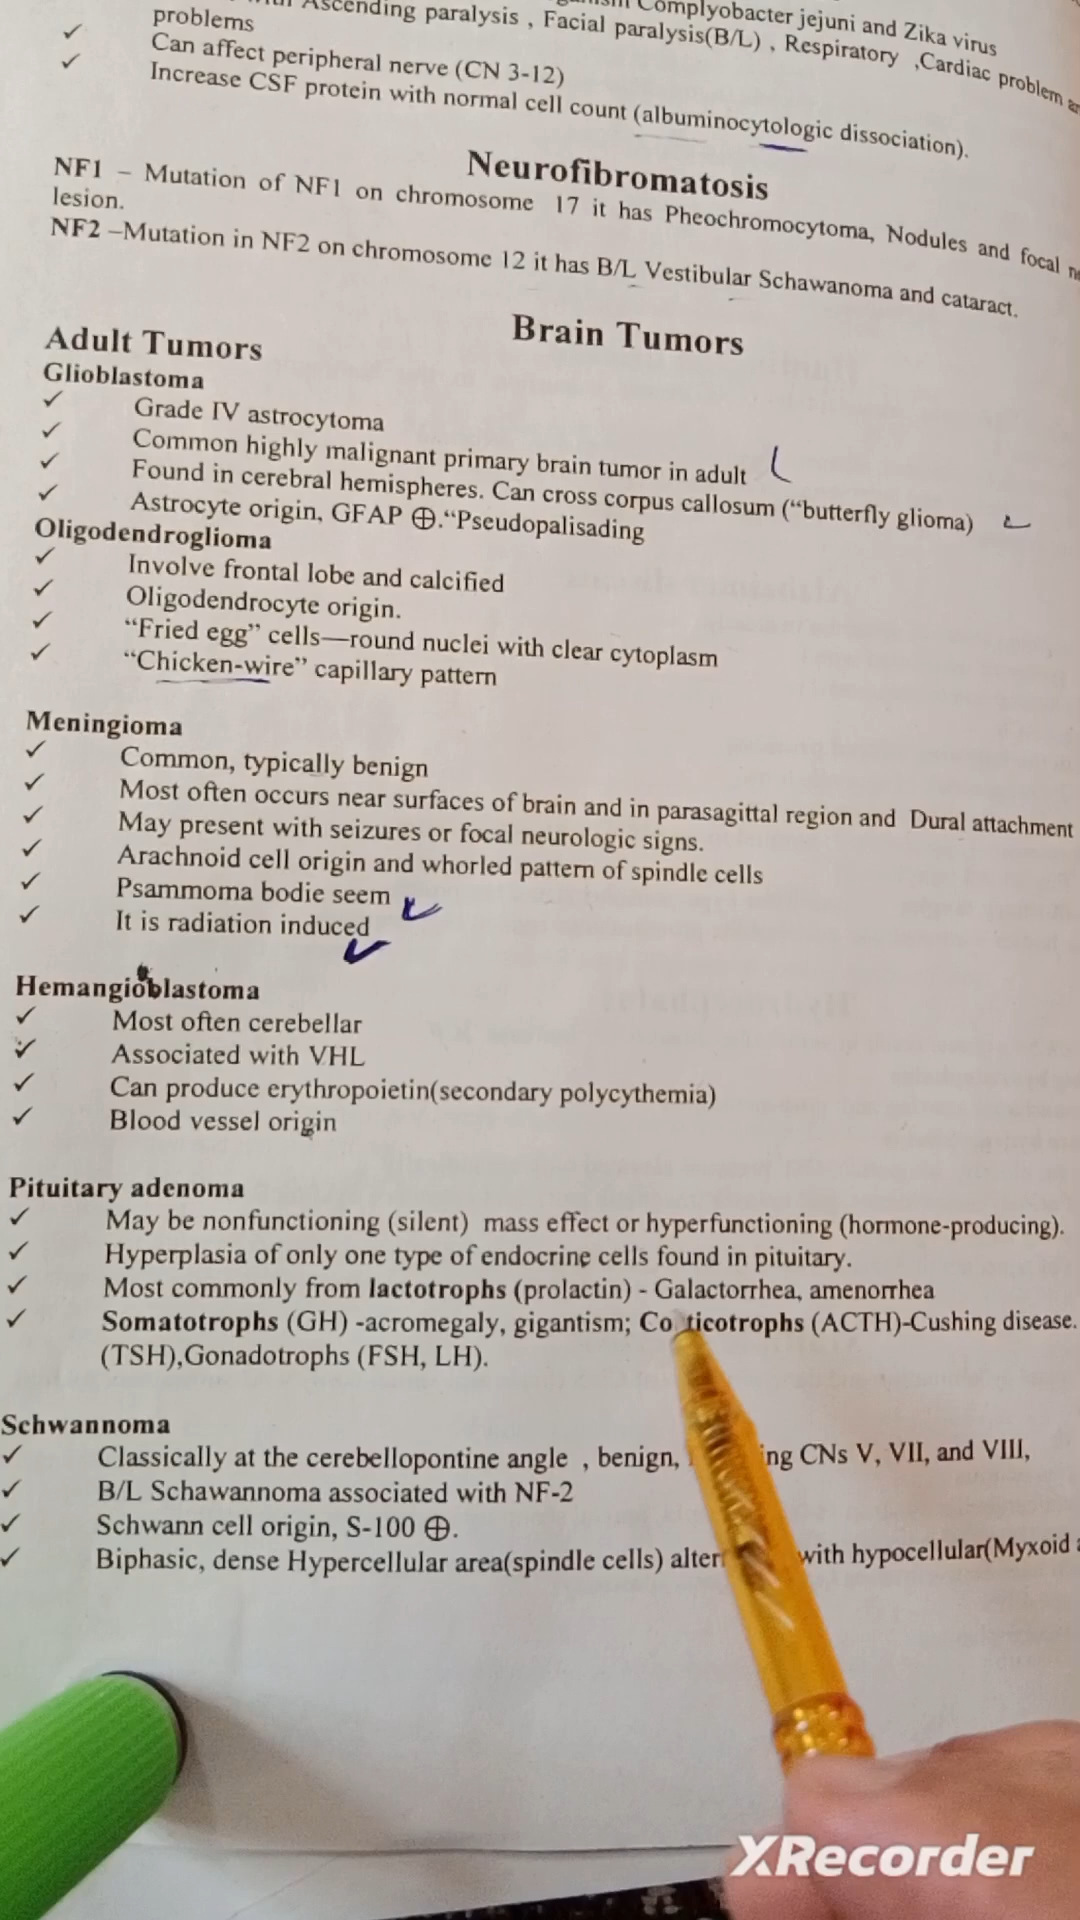 Ascending paralysis , Facial paralysis(B/L) , Respiratory ,Cardiac problem
Complyobacter jejuni and Zika virus
problems
Can affect peripheral nerve (CN 3-12)
Increase CSF protein with normal cell count (albuminocytologic dissociation).
Neurofibromatosis
NF1 – Mutation of NF1 on chromosome 17 it has Pheochromocytoma, Nodules and focal
lesion.
NF2 –Mutation in NF2 on chromosome 12 it has B/L Vestibular Schawanoma and cataract.
Brain Tumors
Adult Tumors
Glioblastoma
✓ Grade IV astrocytoma
✓ Common highly malignant primary brain tumor in adult
✓ Found in cerebral hemispheres. Can cross corpus callosum (“butterfly glioma)
✓ Astrocyte origin, GFAP ⊕.“Pseudopalisading
Oligodendroglioma
✓ Involve frontal lobe and calcified
✓ Oligodendrocyte origin.
✓ “Fried egg” cells—round nuclei with clear cytoplasm
✓ “Chicken-wire” capillary pattern
Meningioma
✓ Common, typically benign
✓ Most often occurs near surfaces of brain and in parasagittal region and Dural attachment
✓ May present with seizures or focal neurologic signs.
✓ Arachnoid cell origin and whorled pattern of spindle cells
✓ Psammoma bodie seem
✓ It is radiation induced
Hemangioblastoma
✓ Most often cerebellar
✓ Associated with VHL
✓ Can produce erythropoietin(secondary polycythemia)
✓ Blood vessel origin
Pituitary adenoma
✓ May be nonfunctioning (silent) mass effect or hyperfunctioning (hormone-producing).
✓ Hyperplasia of only one type of endocrine cells found in pituitary.
✓ Most commonly from lactotrophs (prolactin) - Galactorrhea, amenorrhea
✓ Somatotrophs (GH) -acromegaly, gigantism; Corticotrophs (ACTH)-Cushing disease.
(TSH),Gonadotrophs (FSH, LH).
Schwannoma
✓ Classically at the cerebellopontine angle , benign, CNs V, VII, and VIII,
✓ B/L Schawannoma associated with NF-2
✓ Schwann cell origin, S-100 ⊕.
✓ Biphasic, dense Hypercellular area(spindle cells) with hypocellular(Myxoid
XRecorder